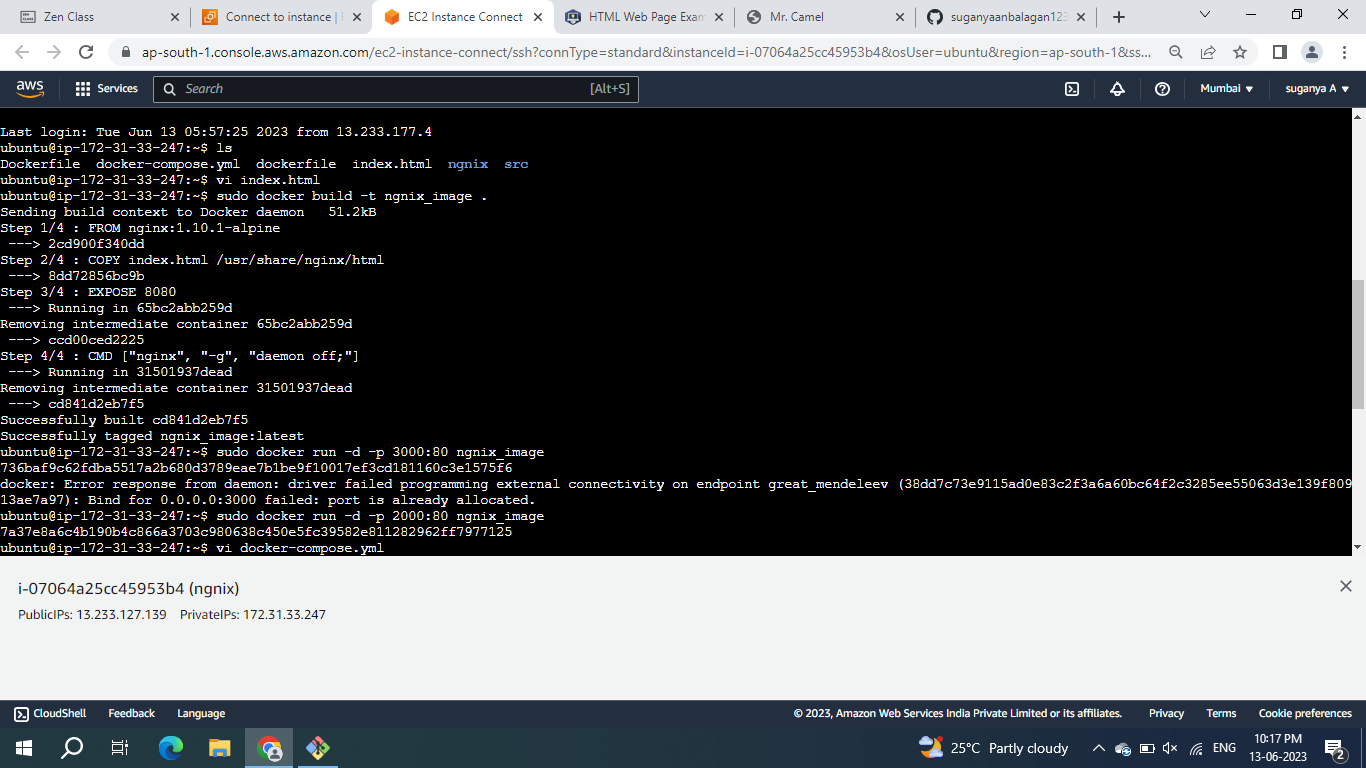 Zen Class
Connect to instance | E
EC2 Instance Connect
HTML Web Page Exam
Mr. Camel
suganyaanbalagan123
ap-south-1.console.aws.amazon.com/ec2-instance-connect/ssh?connType=standard&instanceId=i-07064a25cc45953b4&osUser=ubuntu&region=ap-south-1&ss...
aws
Services
Search
[Alt+S]
Mumbai
suganya A
Last login: Tue Jun 13 05:57:25 2023 from 13.233.177.4
ubuntu@ip-172-31-33-247:~$ ls
Dockerfile  docker-compose.yml  dockerfile  index.html  ngnix  src
ubuntu@ip-172-31-33-247:~$ vi index.html
ubuntu@ip-172-31-33-247:~$ sudo docker build -t ngnix_image .
Sending build context to Docker daemon   51.2kB
Step 1/4 : FROM nginx:1.10.1-alpine
 ---> 2cd900f340dd
Step 2/4 : COPY index.html /usr/share/nginx/html
 ---> 8dd72856bc9b
Step 3/4 : EXPOSE 8080
 ---> Running in 65bc2abb259d
Removing intermediate container 65bc2abb259d
 ---> ccd00ced2225
Step 4/4 : CMD ["nginx", "-g", "daemon off;"]
 ---> Running in 31501937dead
Removing intermediate container 31501937dead
 ---> cd841d2eb7f5
Successfully built cd841d2eb7f5
Successfully tagged ngnix_image:latest
ubuntu@ip-172-31-33-247:~$ sudo docker run -d -p 3000:80 ngnix_image
736baf9c62fdba5517a2b680d3789eae7b1be9f10017ef3cd181160c3e1575f6
docker: Error response from daemon: driver failed programming external connectivity on endpoint great_mendeleev (38dd7c73e9115ad0e83c2f3a6a60bc64f2c3285ee55063d3e139f809
13ae7a97): Bind for 0.0.0.0:3000 failed: port is already allocated.
ubuntu@ip-172-31-33-247:~$ sudo docker run -d -p 2000:80 ngnix_image
7a37e8a6c4b190b4c866a3703c980638c450e5fc39582e811282962ff7977125
ubuntu@ip-172-31-33-247:~$ vi docker-compose.yml
i-07064a25cc45953b4 (ngnix)
PublicIPs: 13.233.127.139    PrivateIPs: 172.31.33.247
CloudShell
Feedback
Language
© 2023, Amazon Web Services India Private Limited or its affiliates.
Privacy
Terms
Cookie preferences
25°C  Partly cloudy
ENG
10:17 PM
13-06-2023
2